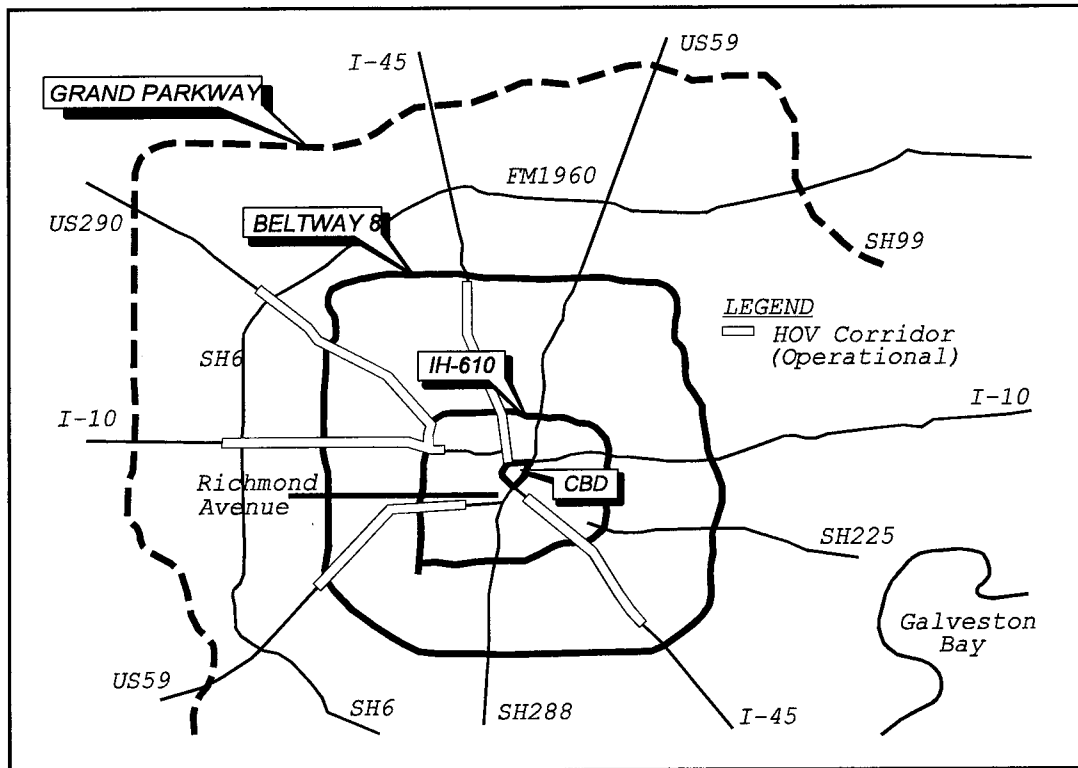 US59
I-45
GRAND PARKWAY
FM1960
US290
BELTWAY 8
SH99
LEGEND
HOV Corridor
(Operational)
SH6
IH-610
I-10
I-10
Richmond
Avenue
CBD
SH225
Galveston
Bay
US59
SH6
SH288
I-45